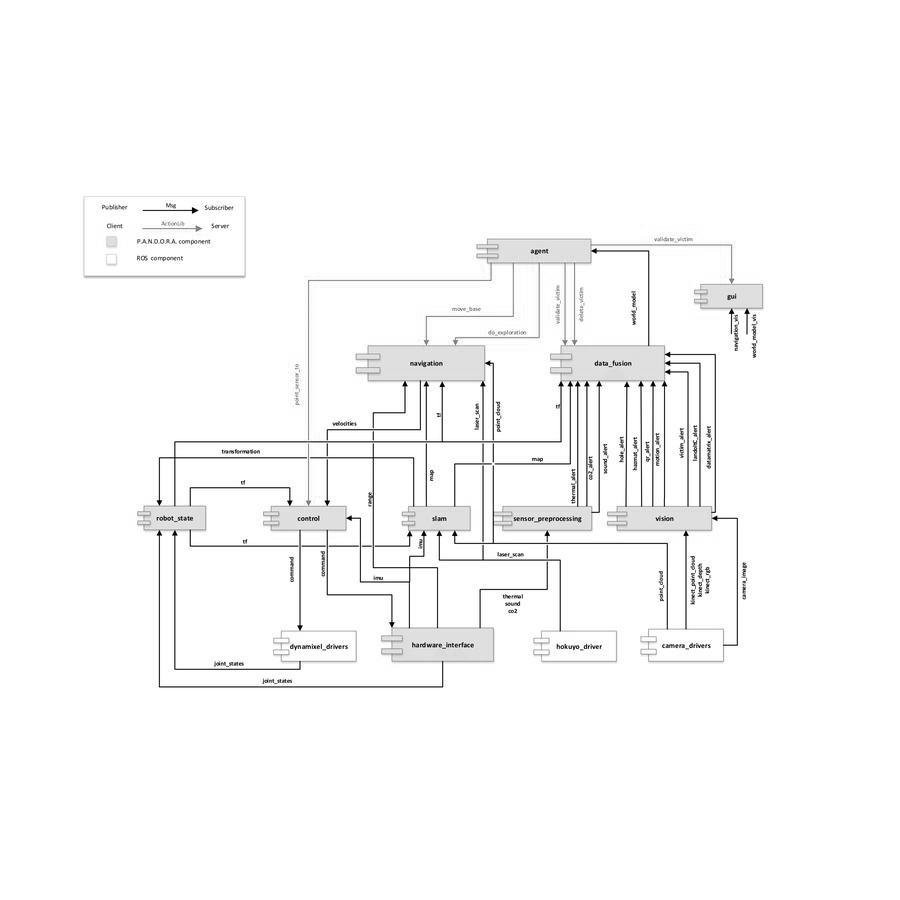 Publisher Msg Subscriber
Client ActionLib Server
P.A.N.D.O.R.A. component
ROS component
agent
validate_victim
gui
navigation_vis
world_model_vis
world_model
validate_victim
delete_victim
move_base
do_exploration
point_sensor_to
navigation
data_fusion
velocities
tf
laser_scan
point_cloud
tf
hole_alert
hazmat_alert
qr_alert
motion_alert
victim_alert
landoltC_alert
datamatrix_alert
transformation
map
map
thermal_alert
co2_alert
sound_alert
tf
range
robot_state
control
slam
sensor_preprocessing
vision
tf
imu
laser_scan
command
command
imu
thermal
sound
co2
point_cloud
kinect_point_cloud
kinect_depth
kinect_rgb
camera_image
dynamixel_drivers
hardware_interface
hokuyo_driver
camera_drivers
joint_states
joint_states